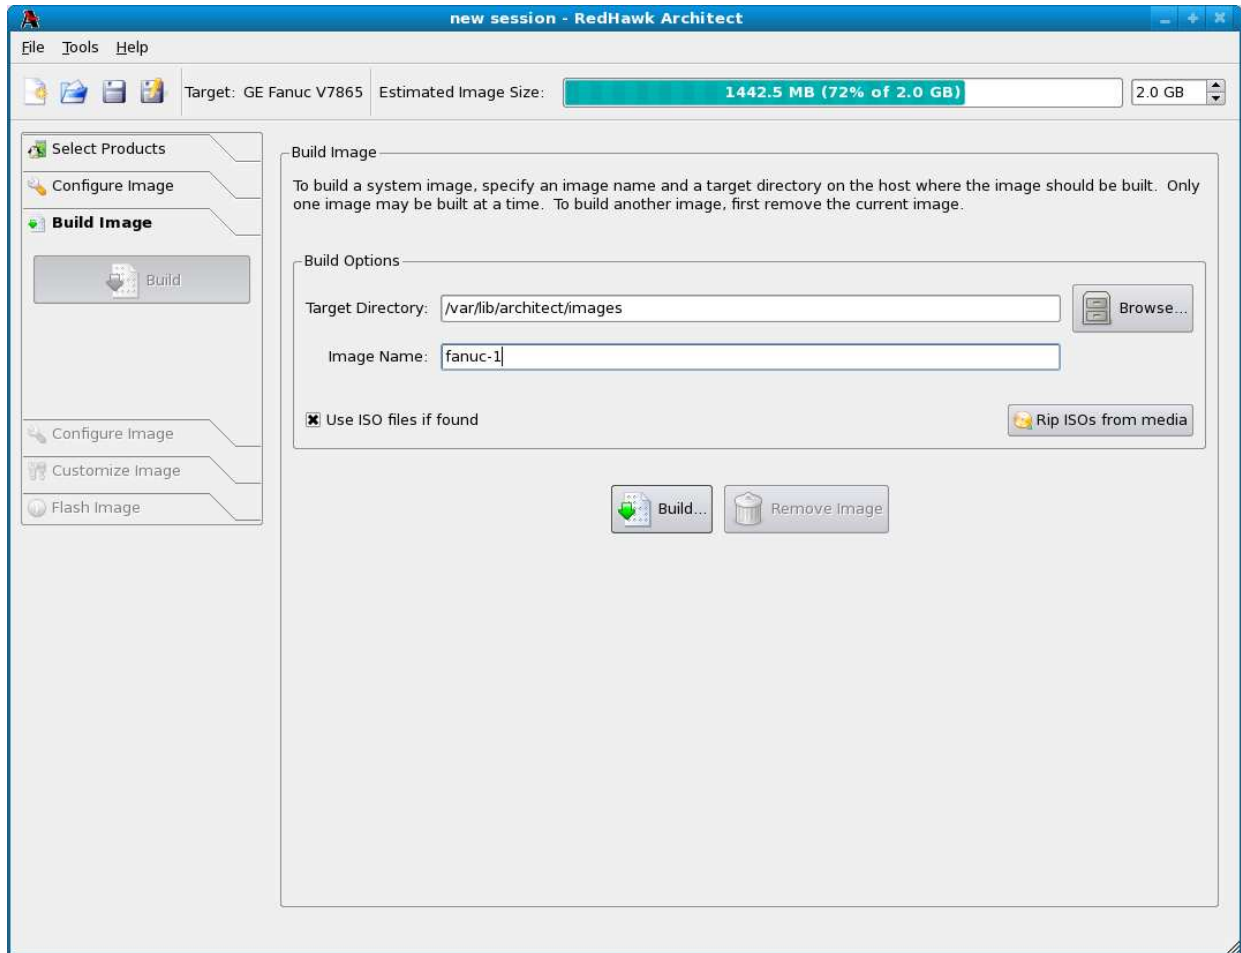 new session - RedHawk Architect
File Tools Help
Target: GE Fanuc V7865 Estimated Image Size: 1442.5 MB (72% of 2.0 GB) 2.0 GB
Select Products
Configure Image
Build Image
Build
Configure Image
Customize Image
Flash Image
Build Image
To build a system image, specify an image name and a target directory on the host where the image should be built. Only
one image may be built at a time. To build another image, first remove the current image.
Build Options
Target Directory: /var/lib/architect/images Browse...
Image Name: fanuc-1
Use ISO files if found Rip ISOs from media
Build... Remove Image